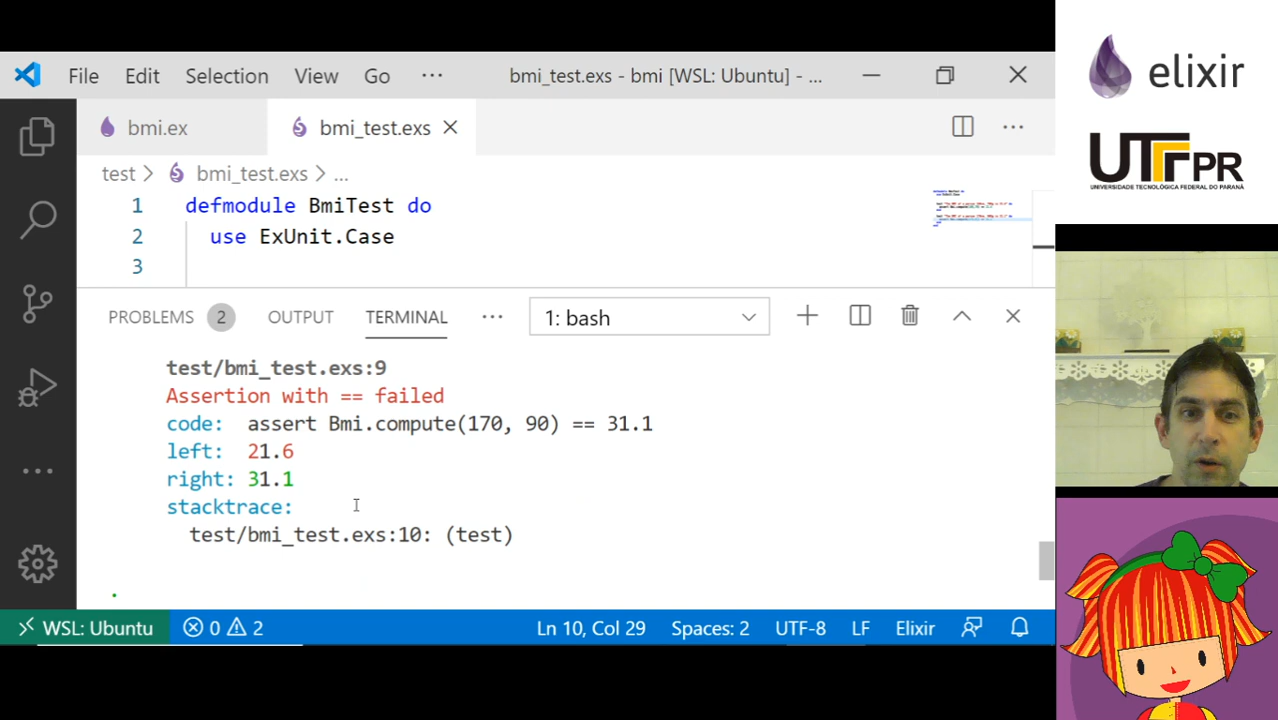 File Edit Selection View Go ··· bmi_test.exs - bmi [WSL: Ubuntu] - ...
bmi.ex bmi_test.exs
test > bmi_test.exs > ...
1 defmodule BmiTest do
2 use ExUnit.Case
3
PROBLEMS 2 OUTPUT TERMINAL ··· 1: bash
test/bmi_test.exs:9
Assertion with == failed
code: assert Bmi.compute(170, 90) == 31.1
left: 21.6
right: 31.1
stacktrace:
test/bmi_test.exs:10: (test)
.
WSL: Ubuntu 0 2 Ln 10, Col 29 Spaces: 2 UTF-8 LF Elixir
elixir
UTFPR
UNIVERSIDADE TECNOLÓGICA FEDERAL DO PARANÁ